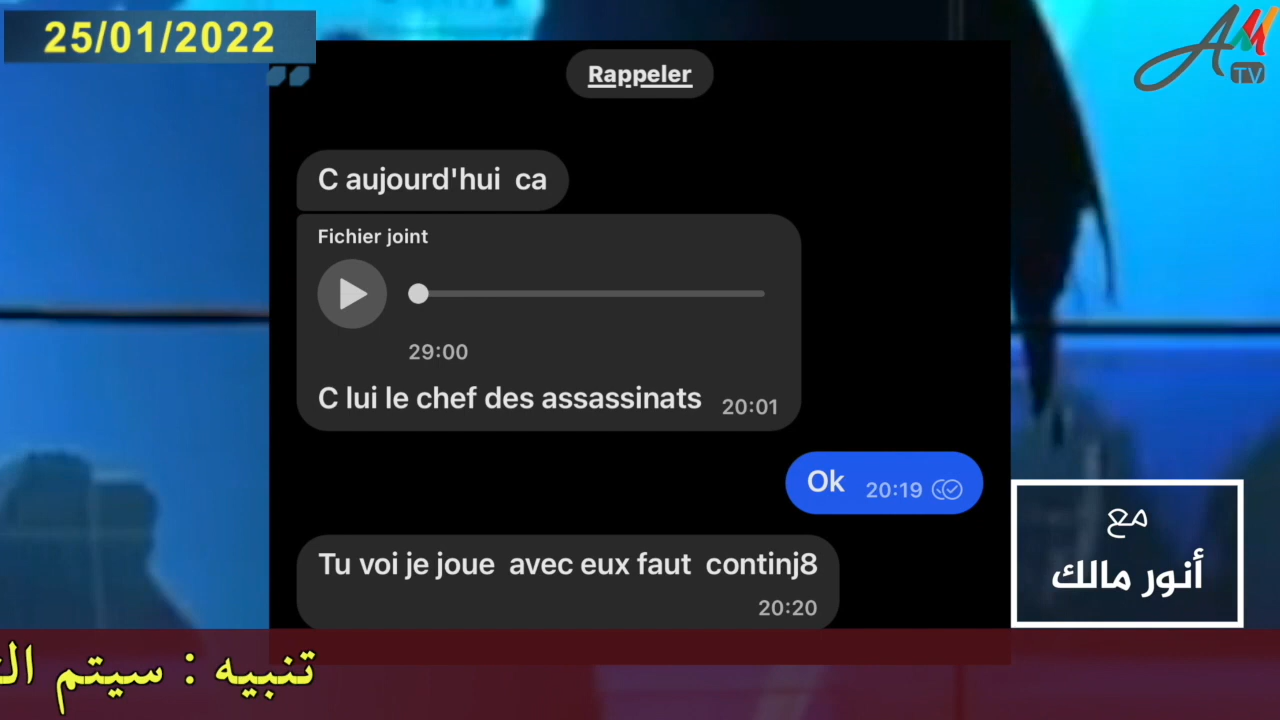 25/01/2022
AM
TV
Rappeler
C aujourd'hui ca
Fichier joint
29:00
C lui le chef des assassinats 20:01
Ok 20:19
Tu voi je joue avec eux faut continj8
20:20
مع
أنور مالك
تنبيه : سيتم